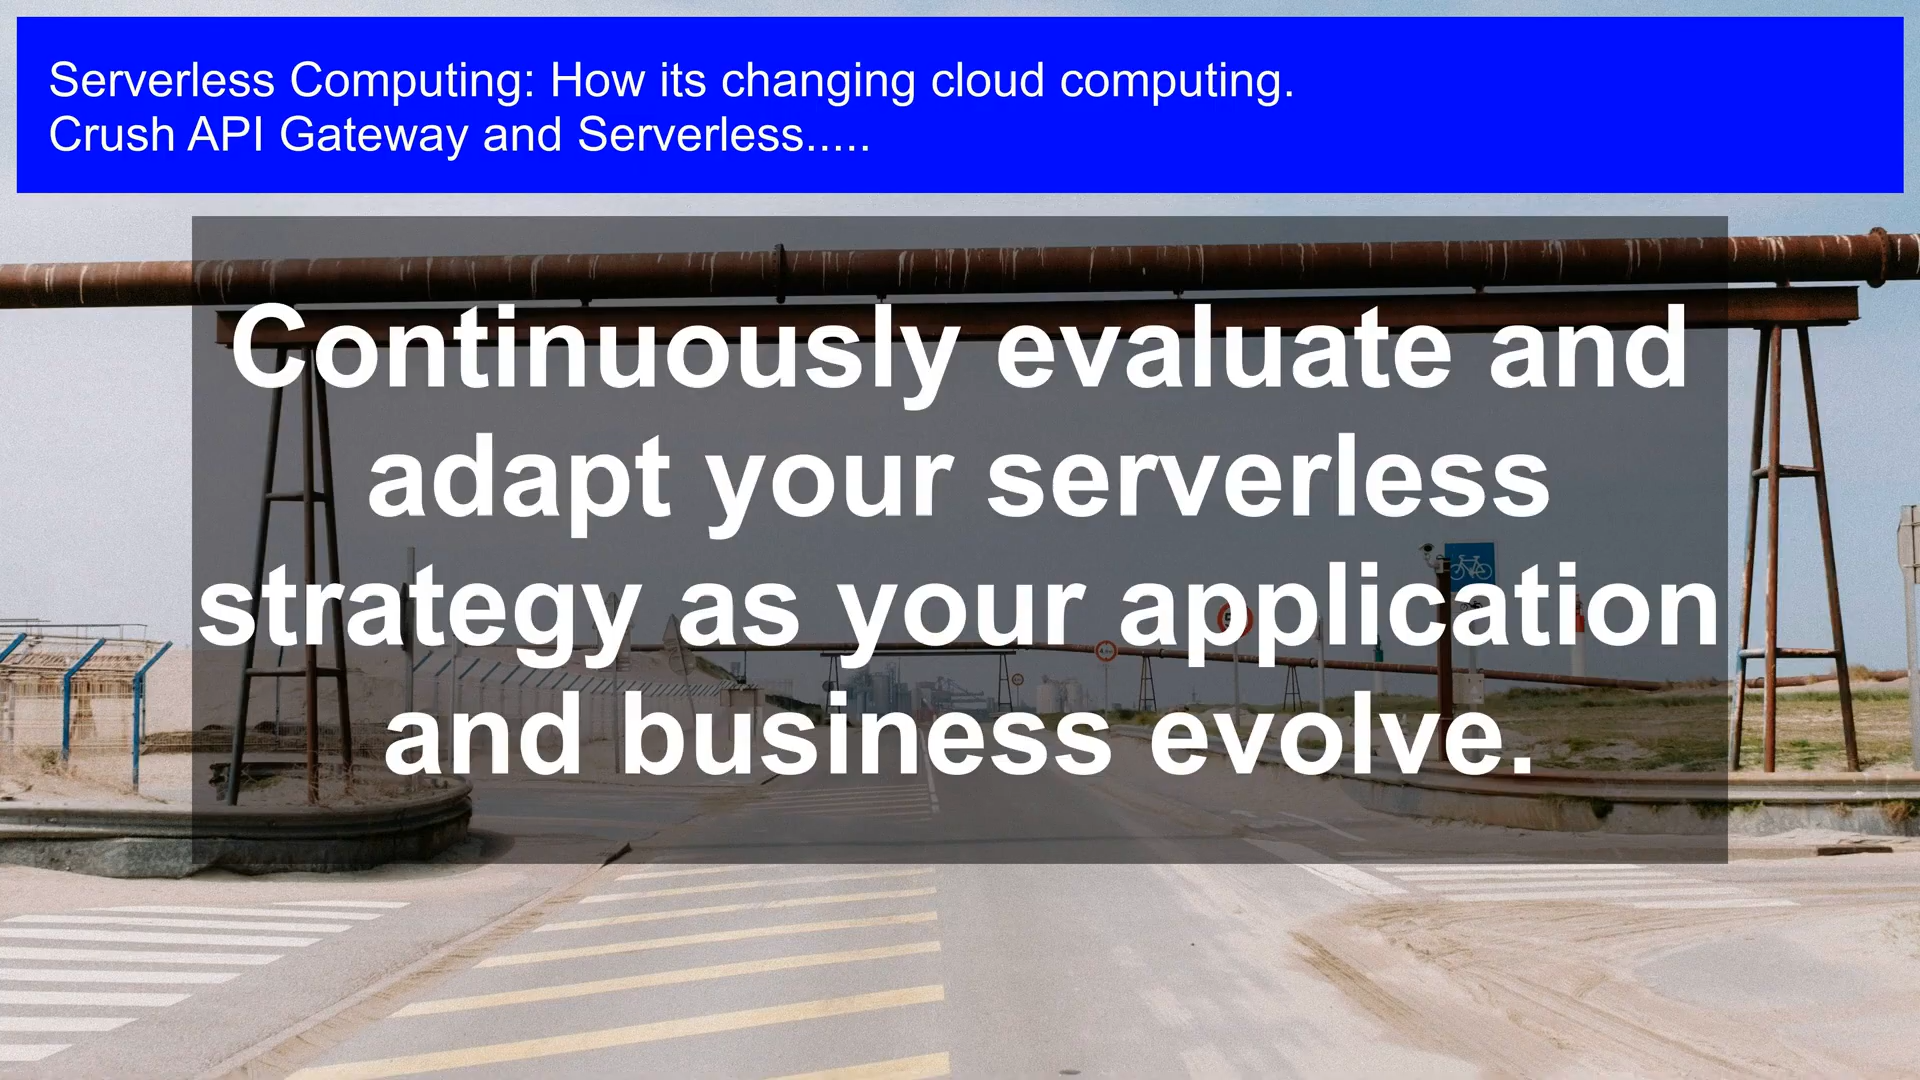 Serverless Computing: How its changing cloud computing.
Crush API Gateway and Serverless.....
Continuously evaluate and
adapt your serverless
strategy as your application
and business evolve.